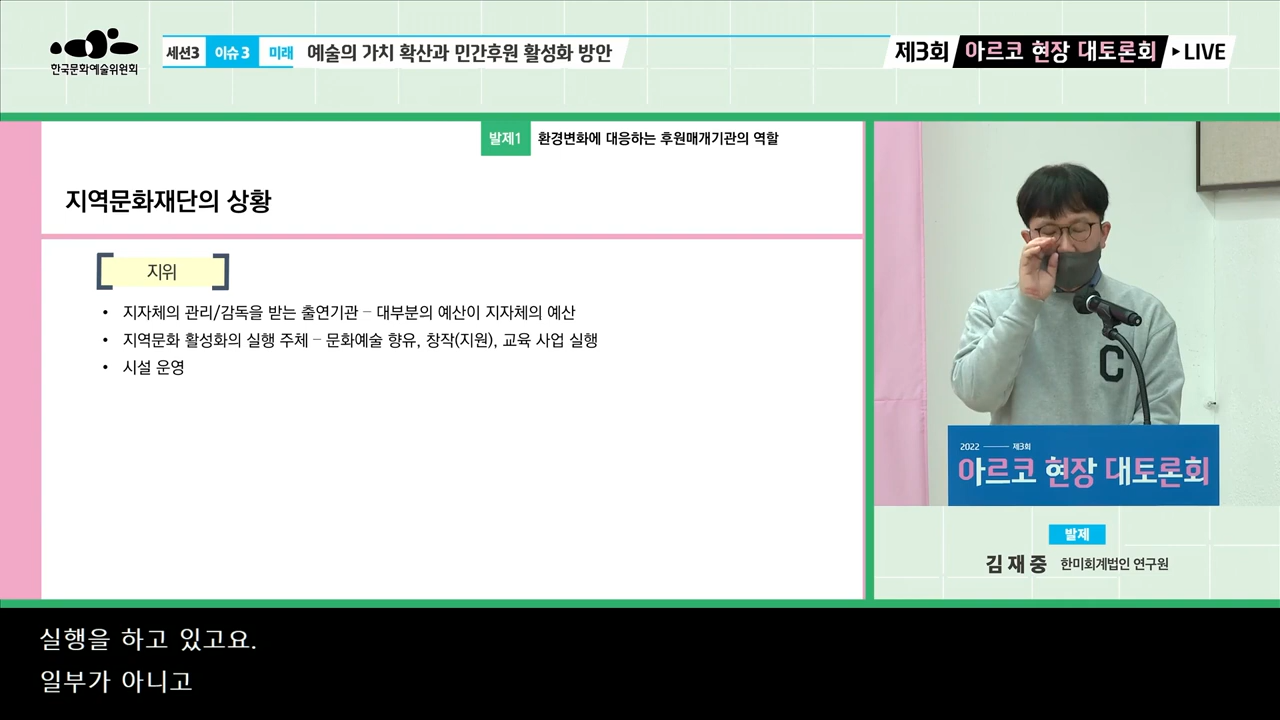 한국문화예술위원회
세션3 이슈 3 미래 예술의 가치 확산과 민간후원 활성화 방안
제3회 아르코 현장 대토론회 LIVE
발제1 환경변화에 대응하는 후원매개기관의 역할
지역문화재단의 상황
지위
• 지자체의 관리/감독을 받는 출연기관 – 대부분의 예산이 지자체의 예산
• 지역문화 활성화의 실행 주체 – 문화예술 향유, 창작(지원), 교육 사업 실행
• 시설 운영
C
2022 제3회
아르코 현장 대토론회
발제
김재중 한미회계법인 연구원
실행을 하고 있고요.
일부가 아니고